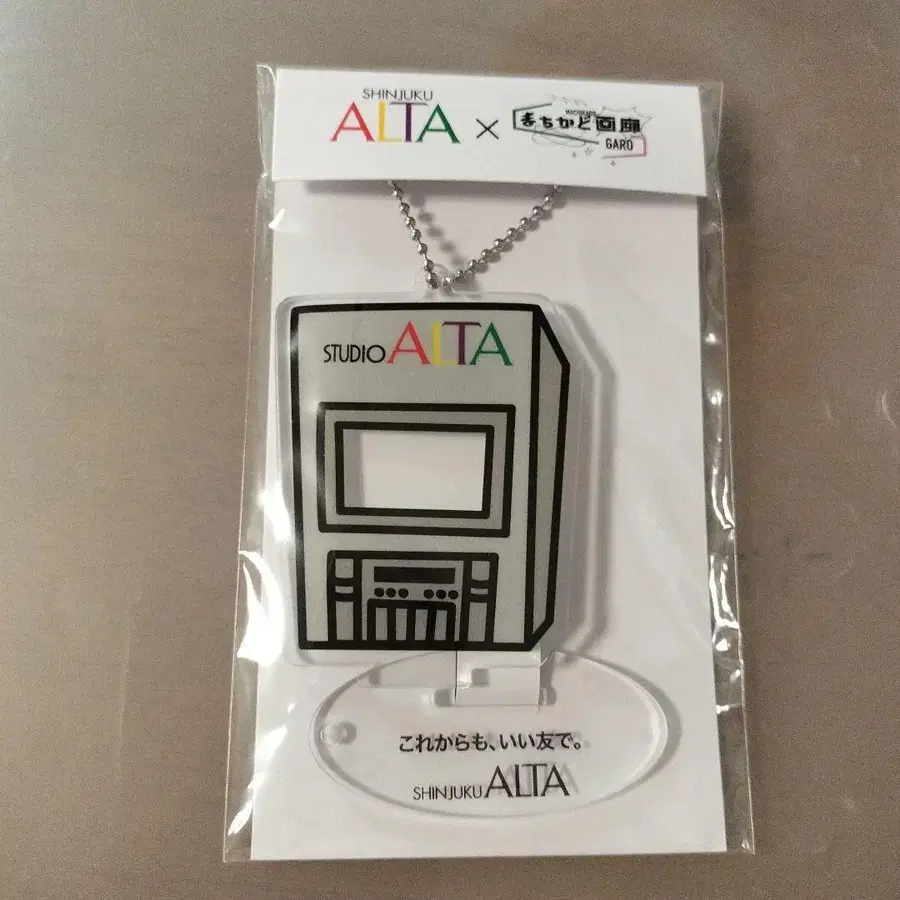 SHINJUKU
ALTA × まちかど画廊
GARO
STUDIO ALTA
これからも、いい友で。
SHINJUKU ALTA